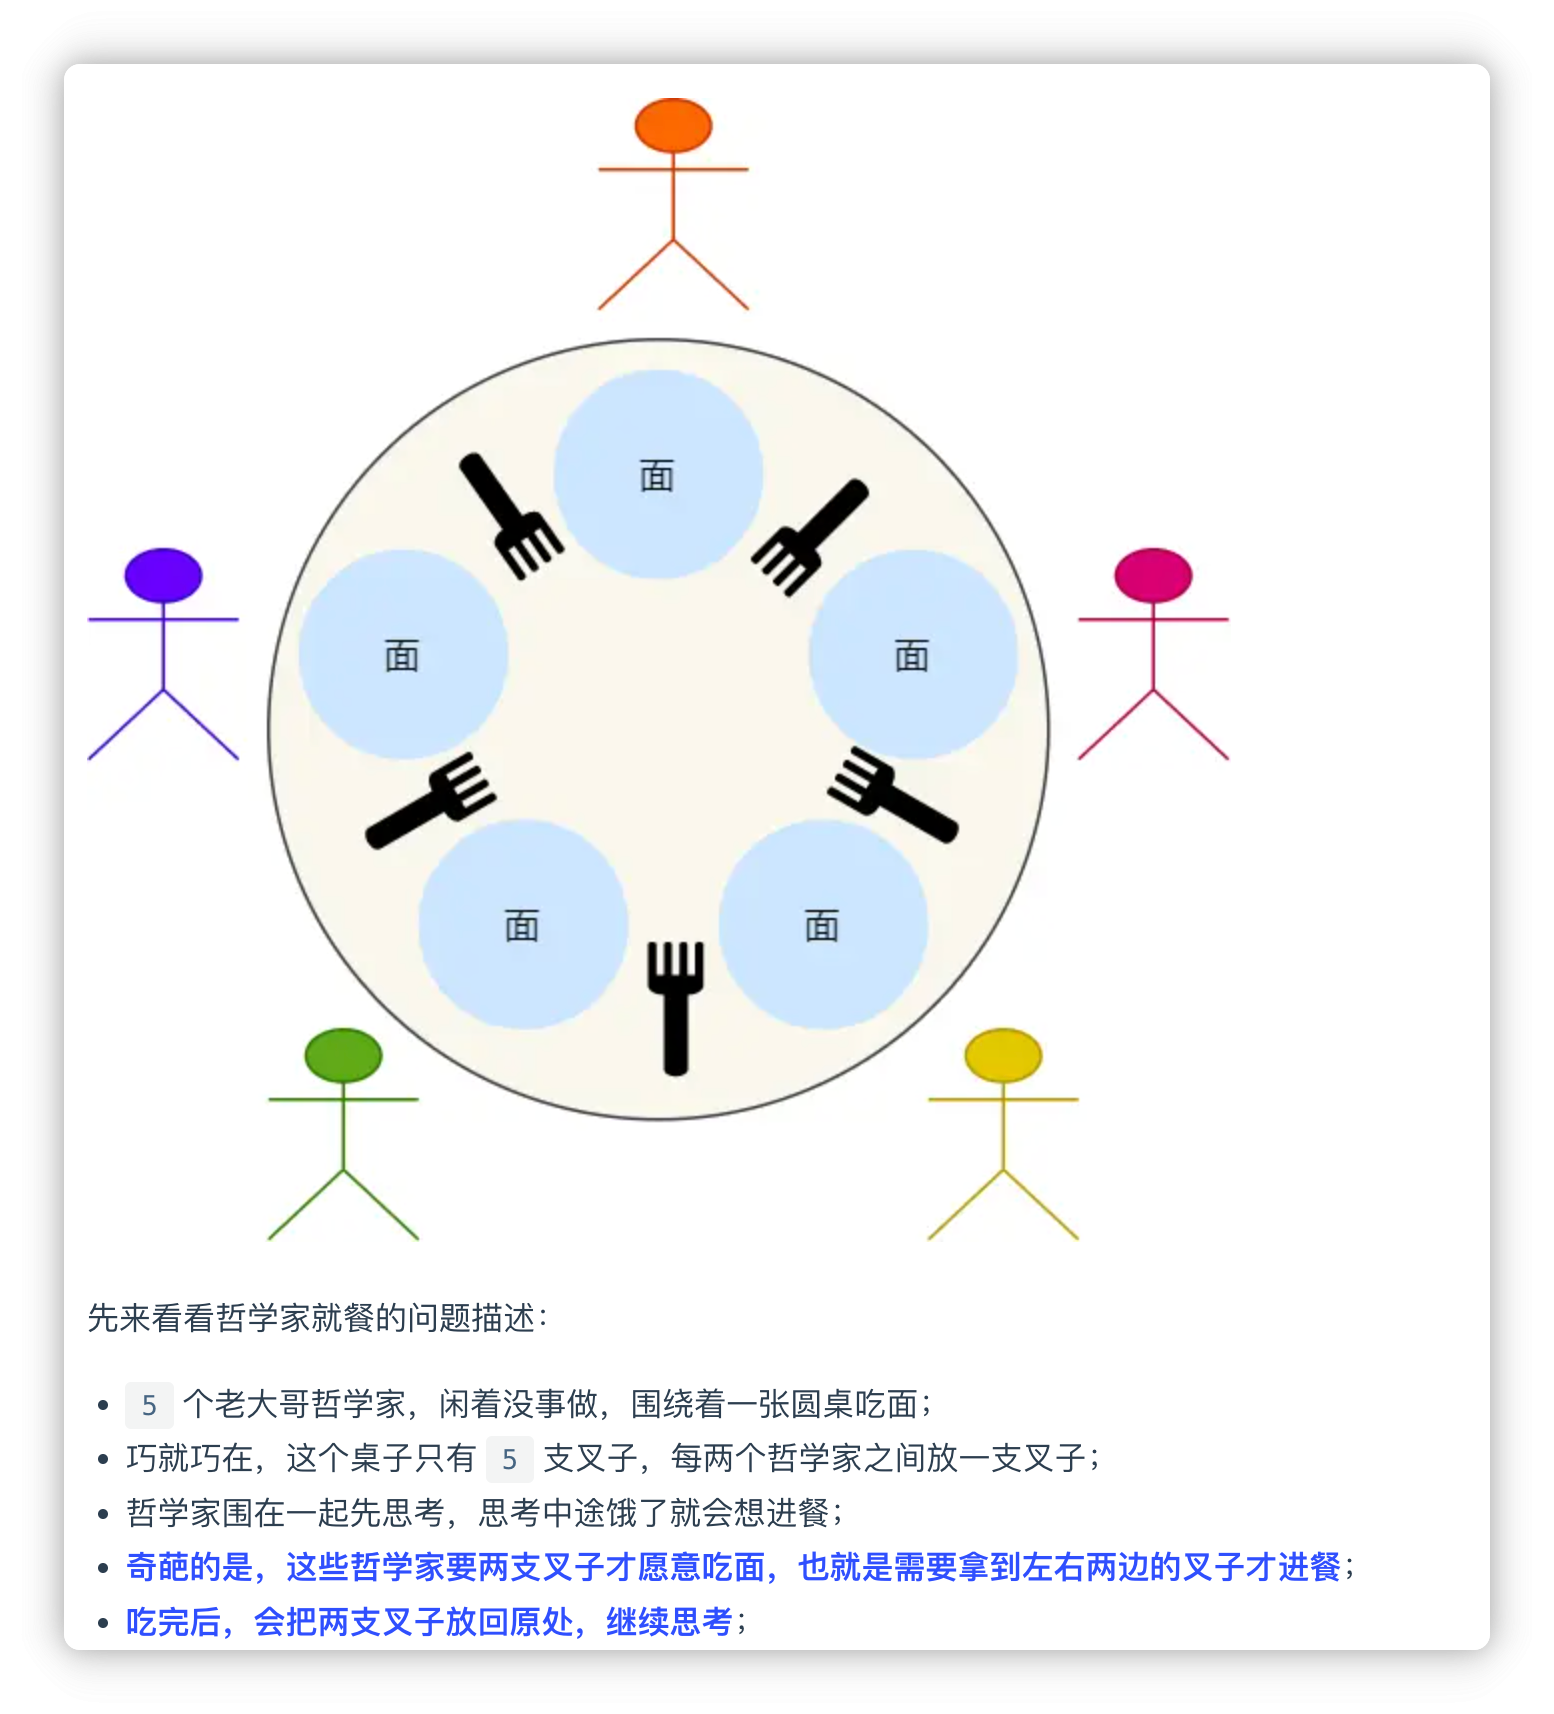 面
面
面
面
面
先来看看哲学家就餐的问题描述：
5 个老大哥哲学家，闲着没事做，围绕着一张圆桌吃面；
巧就巧在，这个桌子只有 5 支叉子，每两个哲学家之间放一支叉子；
哲学家围在一起先思考，思考中途饿了就会想进餐；
奇葩的是，这些哲学家要两支叉子才愿意吃面，也就是需要拿到左右两边的叉子才进餐；
吃完后，会把两支叉子放回原处，继续思考；